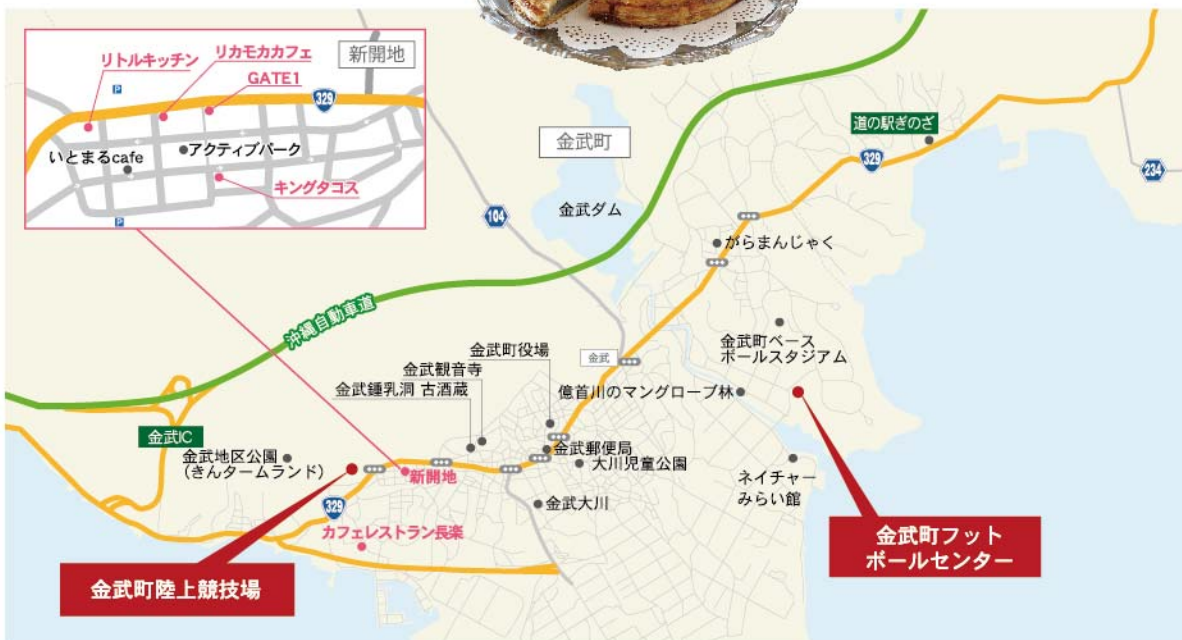 新開地
リトルキッチン
リカモカカフェ
GATE1
329
いとまるcafe
アクティブパーク
キングタコス
P
P
金武町
道の駅ぎのざ
329
234
104
金武ダム
がらまんじゃく
沖縄自動車道
金武町ベース
ボールスタジアム
金武町役場
金武
金武観音寺
金武鍾乳洞 古酒蔵
億首川のマングローブ林
金武IC
金武地区公園
(きんタームランド)
金武郵便局
大川児童公園
新開地
ネイチャー
みらい館
329
金武大川
カフェレストラン長楽
金武町フット
ボールセンター
金武町陸上競技場